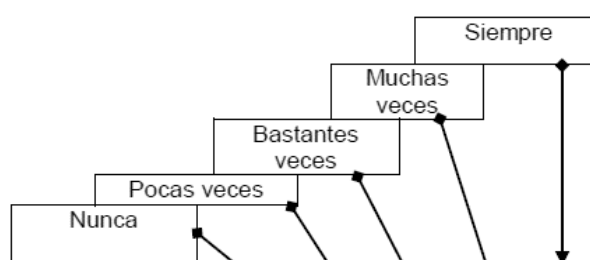 Siempre
Muchas
veces
Bastantes
veces
Pocas veces
Nunca